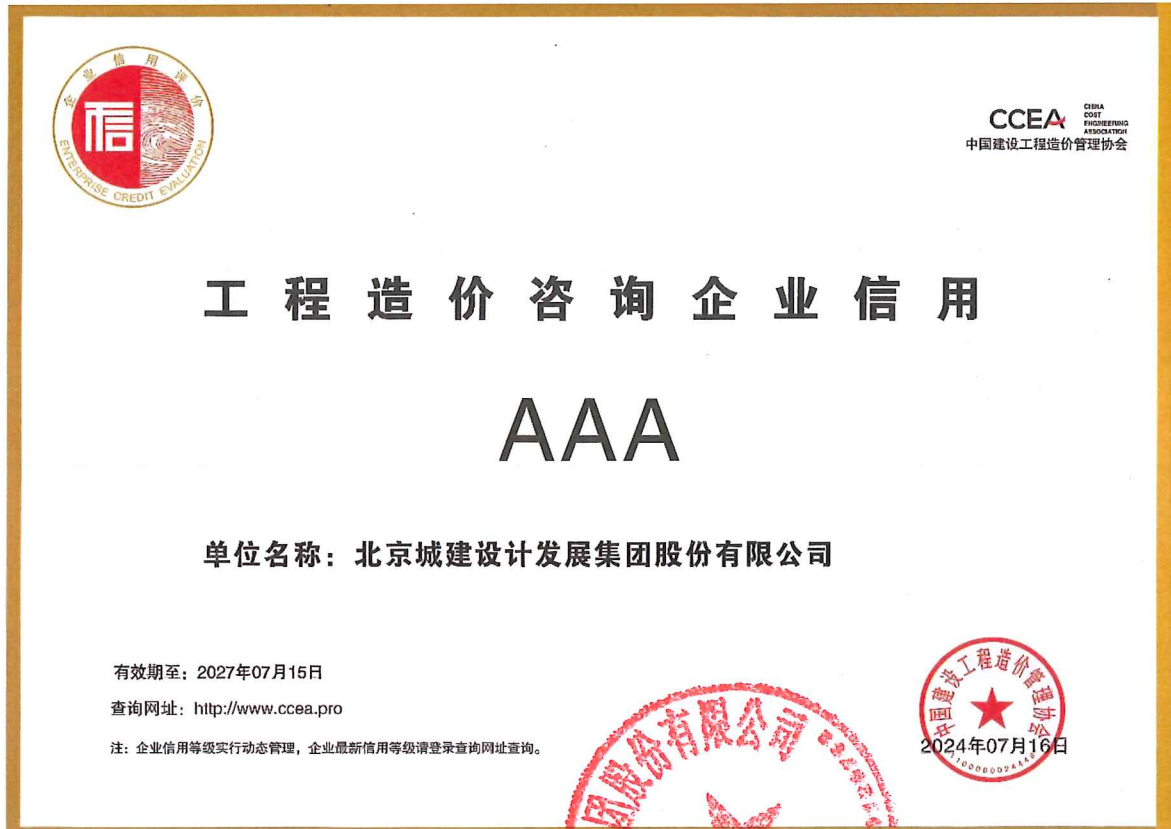 企业信用评价
信
ENTERPRISE CREDIT EVALUATION
CCEA
CHINA
COST
ENGINEERING
ASSOCIATION
中国建设工程造价管理协会
工程造价咨询企业信用
AAA
单位名称：北京城建设计发展集团股份有限公司
有效期至：2027年07月15日
查询网址：http://www.ccea.pro
注：企业信用等级实行动态管理，企业最新信用等级请登录查询网址查询。
团股份有限公司
中国建设工程造价管理协会
2024年07月16日